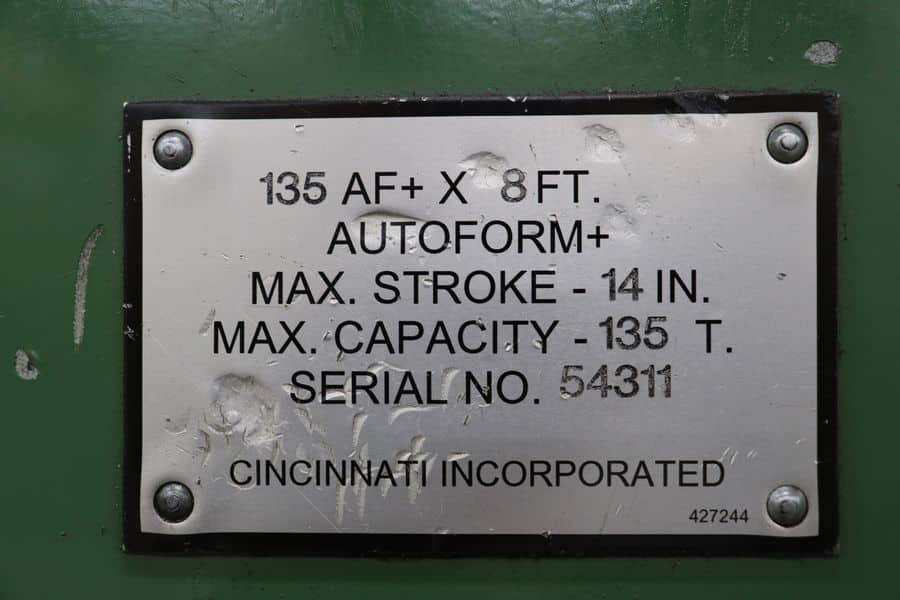 135 AF+ X 8 FT.
AUTOFORM+
MAX. STROKE - 14 IN.
MAX. CAPACITY - 135 T.
SERIAL NO. 54311
CINCINNATI INCORPORATED
427244